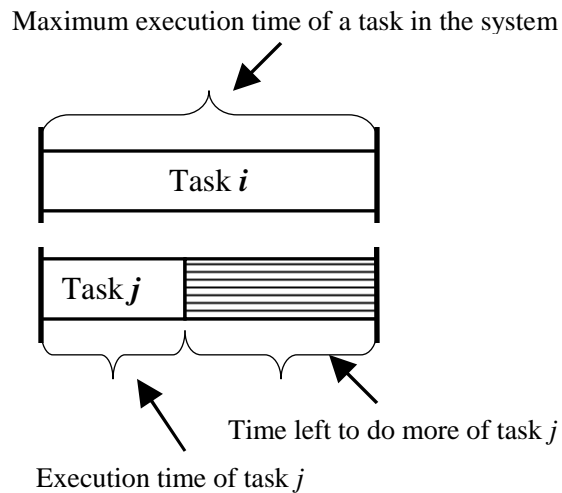 Maximum execution time of a task in the system
Task i
Task j
Time left to do more of task j
Execution time of task j